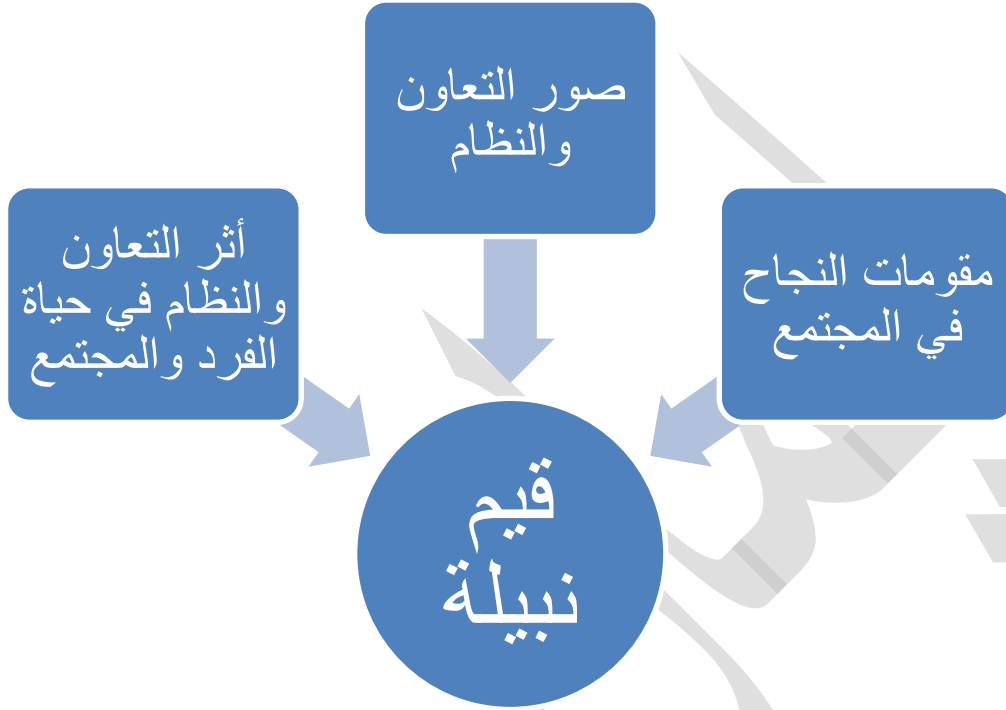 صور التعاون
والنظام
مقومات النجاح
في المجتمع
أثر التعاون
والنظام في حياة
الفرد والمجتمع
قيم
نبيلة